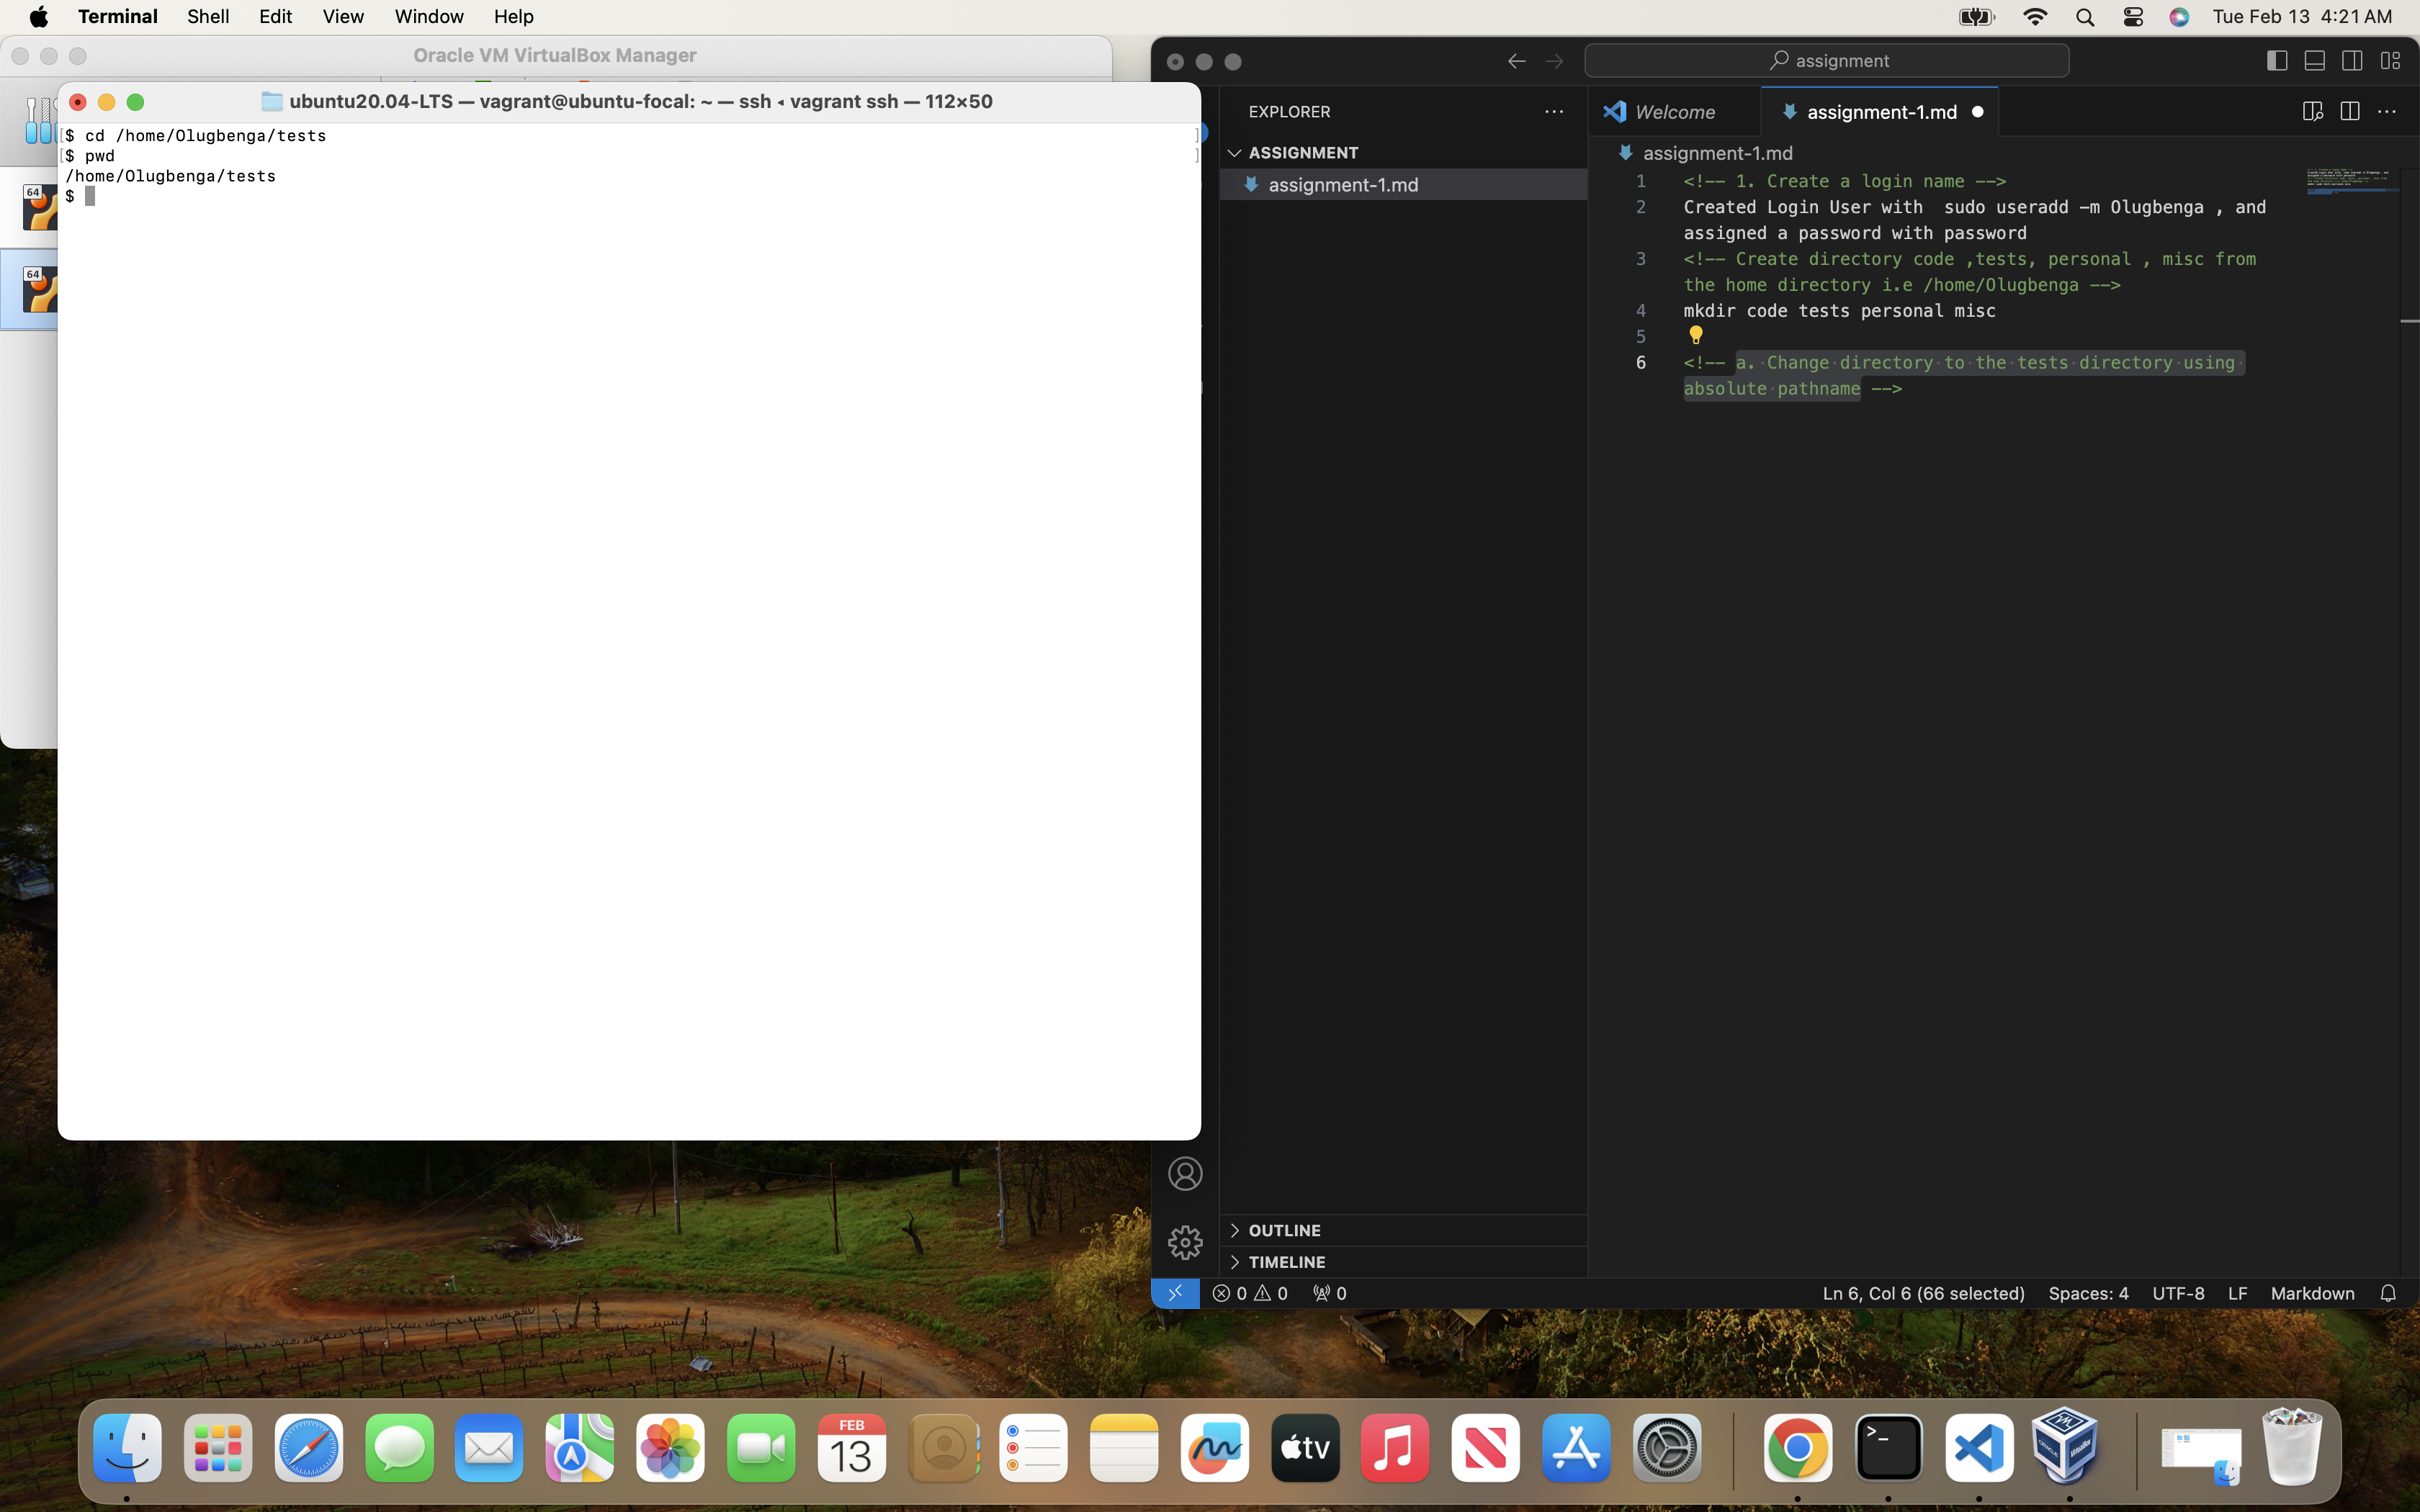 Terminal Shell Edit View Window Help Tue Feb 13 4:21 AM
Oracle VM VirtualBox Manager
ubuntu20.04-LTS — vagrant@ubuntu-focal: ~ — ssh ◂ vagrant ssh — 112×50
[$ cd /home/Olugbenga/tests ]
[$ pwd ]
/home/Olugbenga/tests
$
64
64
assignment
EXPLORER
ASSIGNMENT
assignment-1.md
OUTLINE
TIMELINE
Welcome
assignment-1.md
assignment-1.md
1 <!-- 1. Create a login name -->
2 Created Login User with  sudo useradd -m Olugbenga , and
assigned a password with password
3 <!-- Create directory code ,tests, personal , misc from
the home directory i.e /home/Olugbenga -->
4 mkdir code tests personal misc
5
6 <!-- a. Change directory to the tests directory using
absolute pathname -->
0 0 0 Ln 6, Col 6 (66 selected) Spaces: 4 UTF-8 LF Markdown
FEB
13
tv
>_